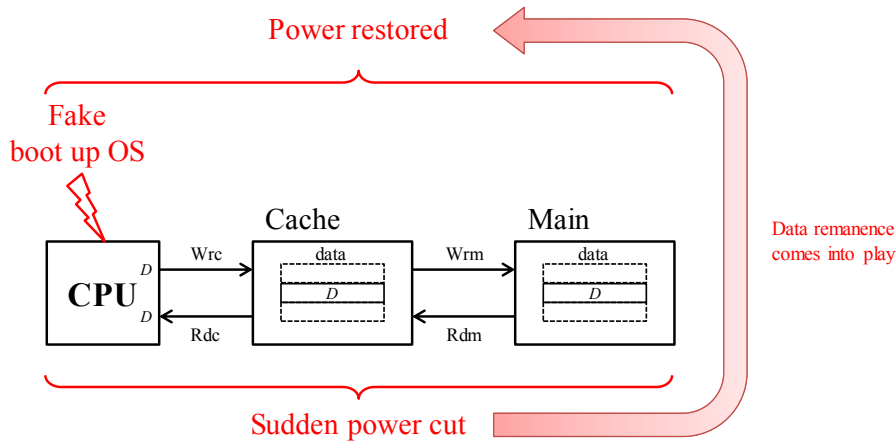 Power restored
Fake
boot up OS
Cache
Main
Data remanence
comes into play
D
Wrc
data
Wrm
data
CPU
D
D
D
Rdc
Rdm
Sudden power cut